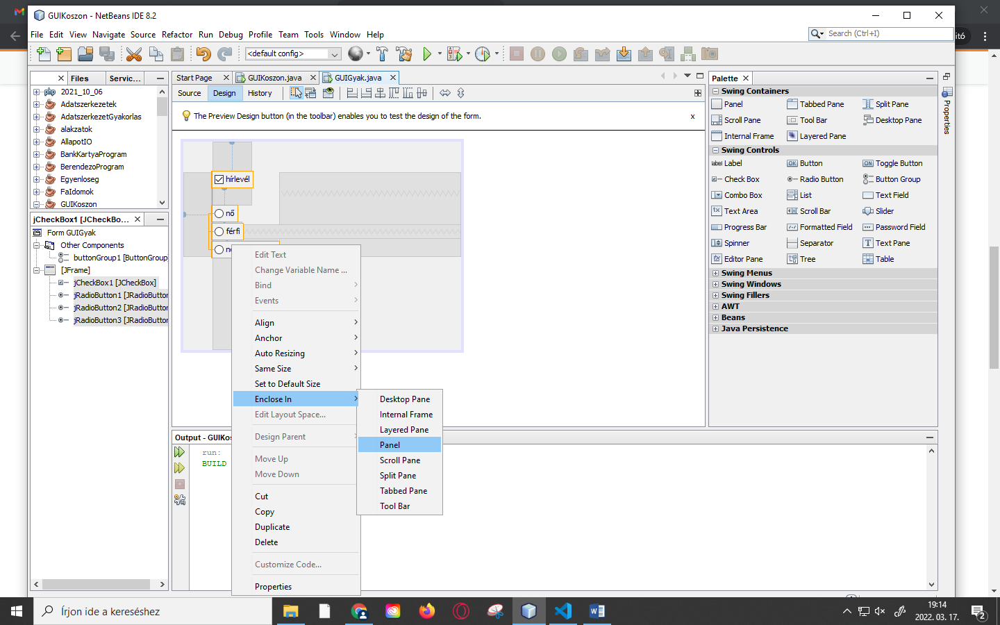 GUIKoszon - NetBeans IDE 8.2
File Edit View Navigate Source Refactor Run Debug Profile Team Tools Window Help
Search (Ctrl+I)
itó
<default config>
Files Servic...
2021_10_06
Adatszerkezetek
AdatszerkezetGyakorlas
alakzatok
AllapotIO
BankKartyaProgram
BerendezoProgram
Egyenloseg
FaIdomok
GUIKoszon
jCheckBox1 [JCheckBo...
Form GUIGyak
Other Components
buttonGroup1 [ButtonGroup
[JFrame]
jCheckBox1 [JCheckBox]
jRadioButton1 [JRadioButton
jRadioButton2 [JRadioButton
jRadioButton3 [JRadioButton
Start Page GUIKoszon.java GUIGyak.java
Source Design History
The Preview Design button (in the toolbar) enables you to test the design of the form. x
hírlevél
nő
férfi
Edit Text
Change Variable Name ...
Bind
Events
Align
Anchor
Auto Resizing
Same Size
Set to Default Size
Enclose In
Edit Layout Space...
Design Parent
Move Up
Move Down
Cut
Copy
Duplicate
Delete
Customize Code...
Properties
Desktop Pane
Internal Frame
Layered Pane
Panel
Scroll Pane
Split Pane
Tabbed Pane
Tool Bar
Output - GUIKos
run:
BUILD
Palette
Swing Containers
Panel Tabbed Pane Split Pane
Scroll Pane Tool Bar Desktop Pane
Internal Frame Layered Pane
Swing Controls
label Label OK Button ON Toggle Button
Check Box Radio Button Button Group
Combo Box List Text Field
Text Area Scroll Bar Slider
Progress Bar Formatted Field Password Field
Spinner Separator Text Pane
Editor Pane Tree Table
Swing Menus
Swing Windows
Swing Fillers
AWT
Beans
Java Persistence
Properties
Írjon ide a kereséshez
19:14
2022. 03. 17.
2